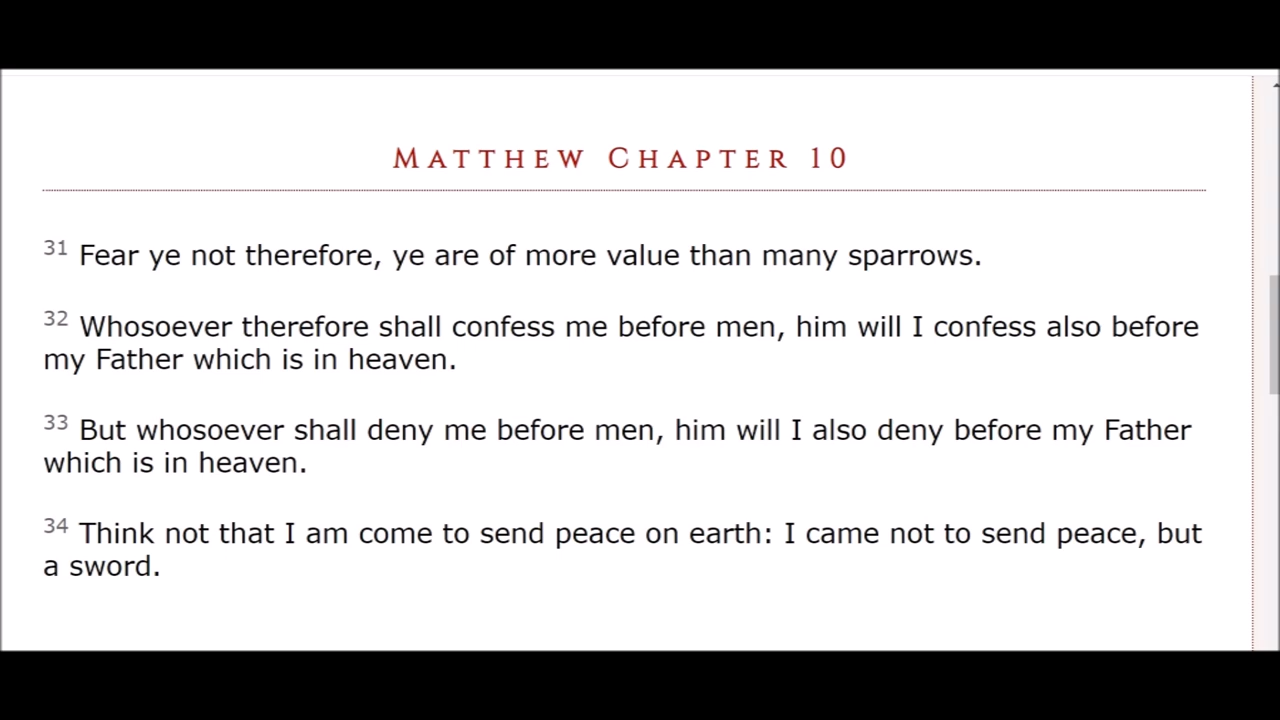 MATTHEW CHAPTER 10
31 Fear ye not therefore, ye are of more value than many sparrows.
32 Whosoever therefore shall confess me before men, him will I confess also before
my Father which is in heaven.
33 But whosoever shall deny me before men, him will I also deny before my Father
which is in heaven.
34 Think not that I am come to send peace on earth: I came not to send peace, but
a sword.